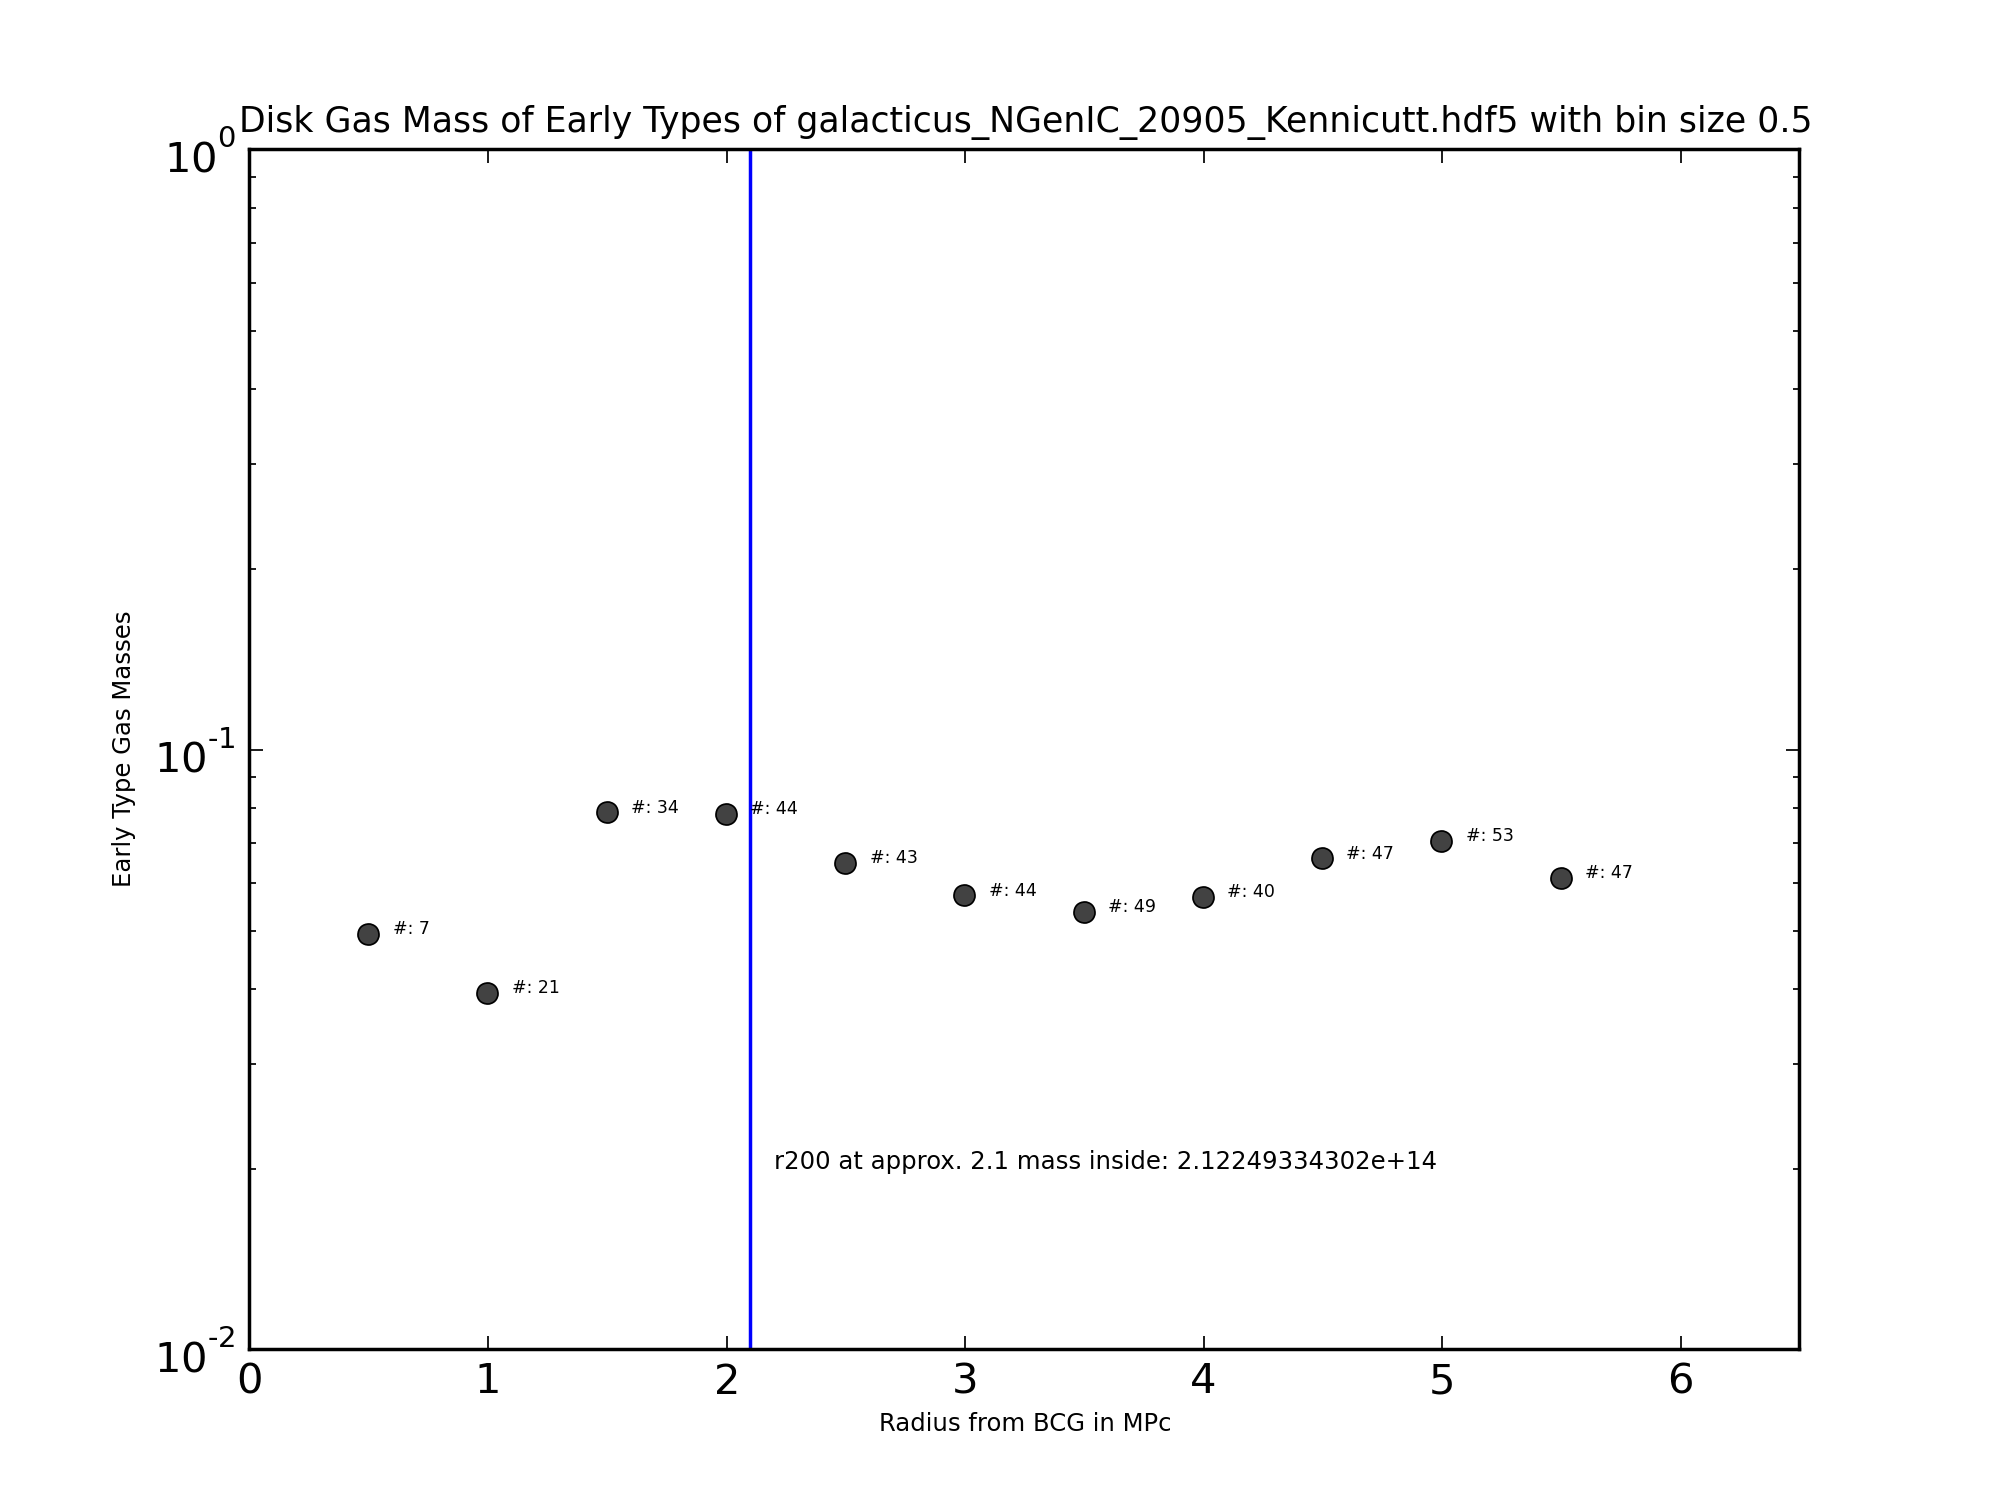 Disk Gas Mass of Early Types of galacticus_NGenIC_20905_Kennicutt.hdf5 with bin size 0.5
10^0
10^-1
10^-2
Early Type Gas Masses
#: 34
#: 44
#: 43
#: 44
#: 49
#: 40
#: 47
#: 53
#: 47
#: 7
#: 21
r200 at approx. 2.1 mass inside: 2.12249334302e+14
0 1 2 3 4 5 6
Radius from BCG in MPc